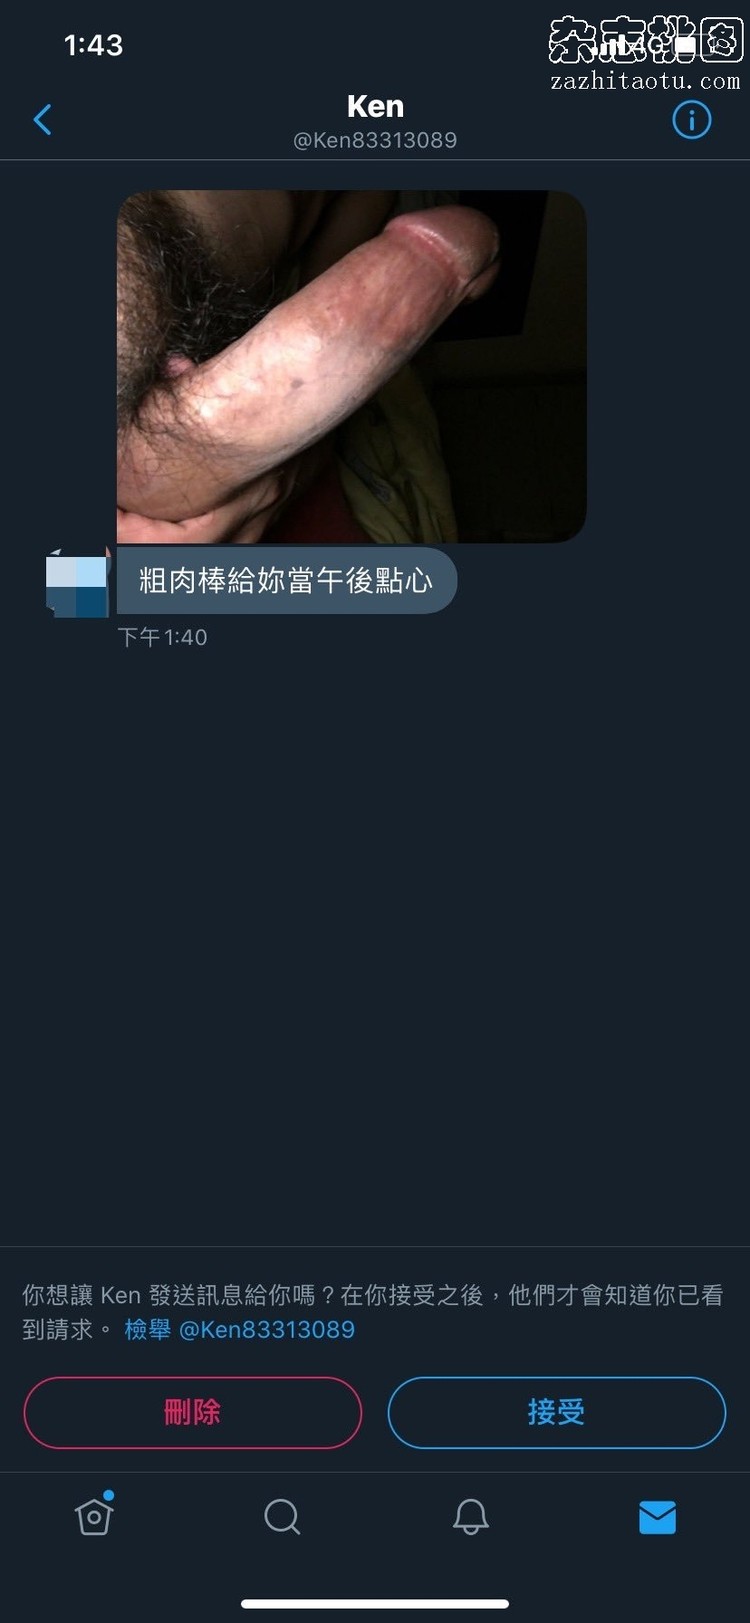 1:43
杂志桃图
zazhitaotu.com
Ken
@Ken83313089
粗肉棒給妳當午後點心
下午1:40
你想讓 Ken 發送訊息給你嗎？在你接受之後，他們才會知道你已看
到請求。 檢舉 @Ken83313089
刪除
接受